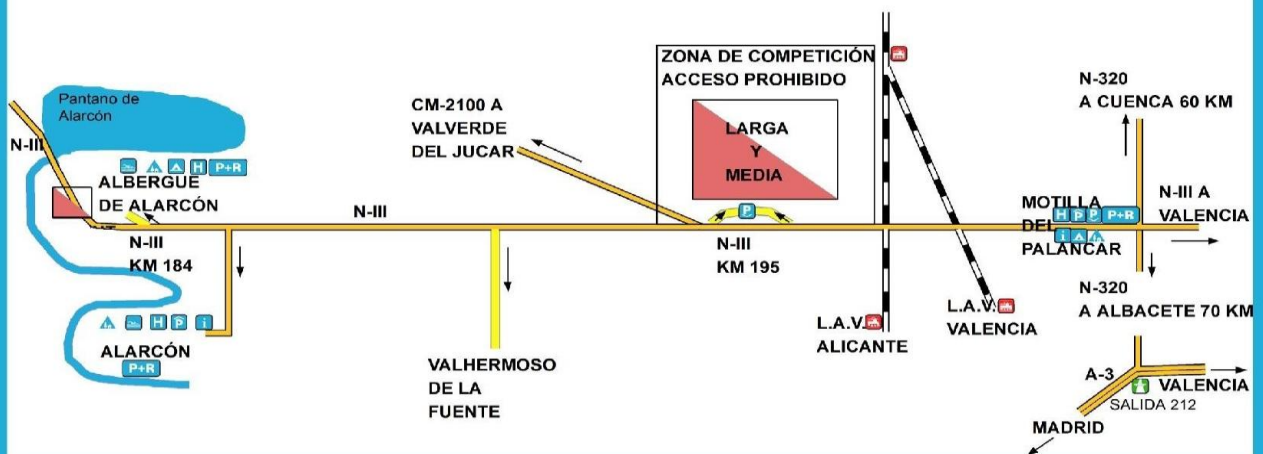 Pantano de
Alarcón
N-III
H P+R
ALBERGUE
DE ALARCÓN
N-III
KM 184
N-III
H P i
ALARCÓN
P+R
CM-2100 A
VALVERDE
DEL JUCAR
VALHERMOSO
DE LA
FUENTE
ZONA DE COMPETICIÓN
ACCESO PROHIBIDO
LARGA
Y
MEDIA
P
N-III
KM 195
L.A.V.
ALICANTE
L.A.V.
VALENCIA
N-320
A CUENCA 60 KM
MOTILLA
DEL
PALANCAR
H P P P+R
i
N-III A
VALENCIA
N-320
A ALBACETE 70 KM
A-3
VALENCIA
SALIDA 212
MADRID